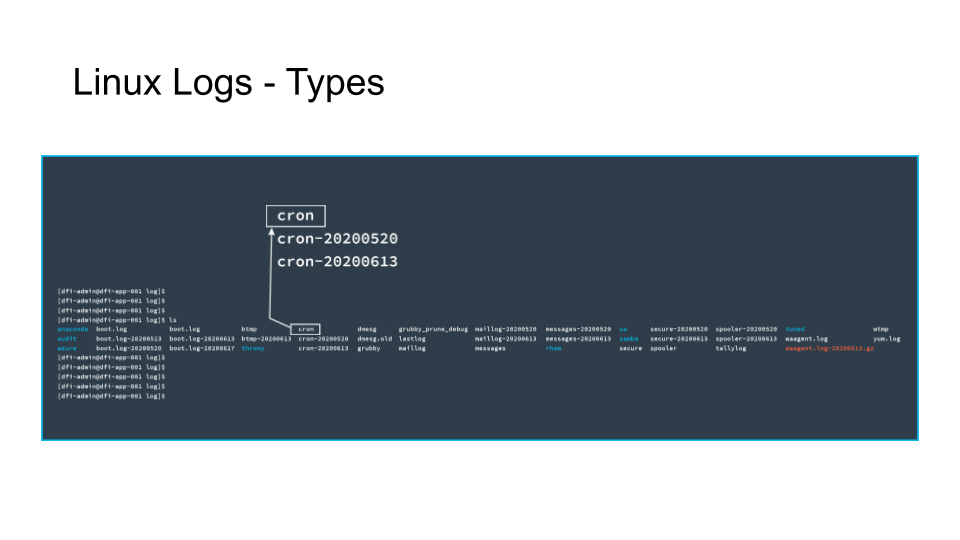 Linux Logs - Types
cron
cron-20200520
cron-20200613
[dfi-admin@dfi-app-001 log]$
[dfi-admin@dfi-app-001 log]$
[dfi-admin@dfi-app-001 log]$
[dfi-admin@dfi-app-001 log]$ ls
anaconda boot.log boot.log btmp cron dmesg grubby_prune_debug maillog-20200520 messages-20200520 sa secure-20200520 spooler-20200520 tuned wtmp
audit boot.log-20200513 boot.log-20200613 btmp-20200613 cron-20200520 dmesg.old lastlog maillog-20200613 messages-20200613 samba secure-20200613 spooler-20200613 waagent.log yum.log
azure boot.log-20200520 boot.log-20200617 chrony cron-20200613 grubby maillog messages rhsm secure spooler tallylog waagent.log-20200613.gz
[dfi-admin@dfi-app-001 log]$
[dfi-admin@dfi-app-001 log]$
[dfi-admin@dfi-app-001 log]$
[dfi-admin@dfi-app-001 log]$
[dfi-admin@dfi-app-001 log]$